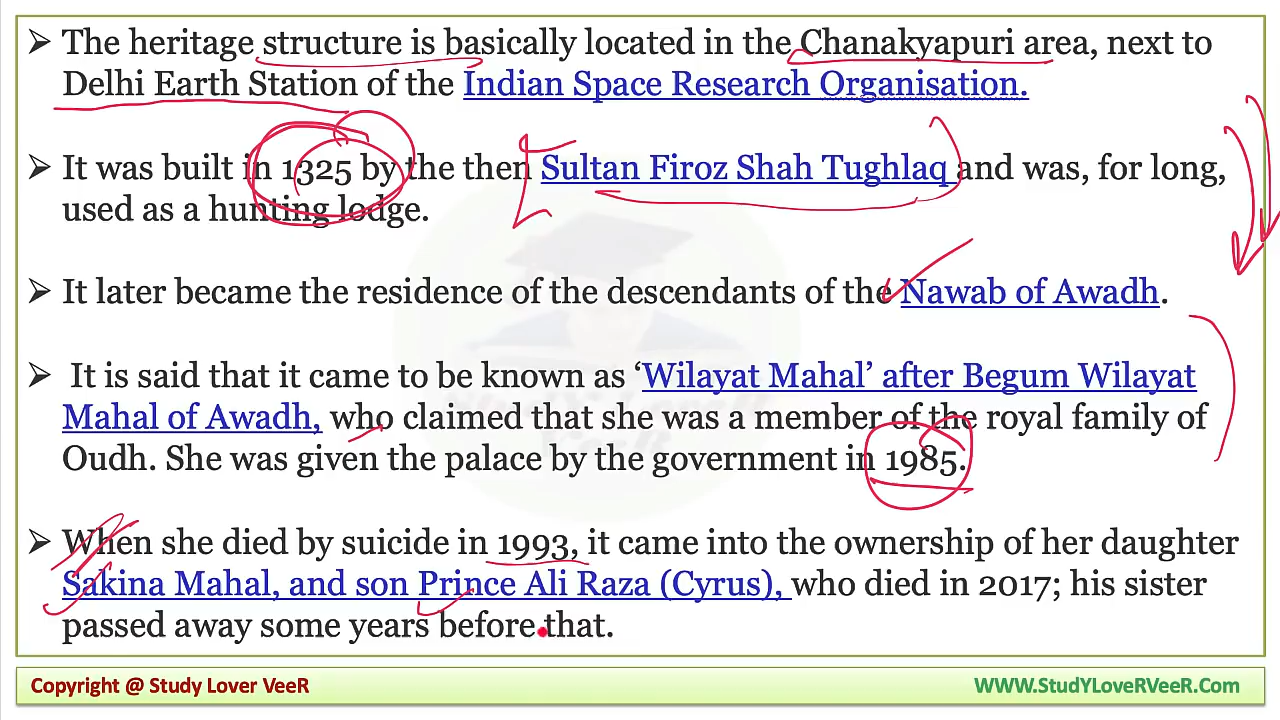 ➢ The heritage structure is basically located in the Chanakyapuri area, next to
Delhi Earth Station of the Indian Space Research Organisation.
➢ It was built in 1325 by the then Sultan Firoz Shah Tughlaq and was, for long,
used as a hunting lodge.
➢ It later became the residence of the descendants of the Nawab of Awadh.
➢ It is said that it came to be known as ‘Wilayat Mahal’ after Begum Wilayat
Mahal of Awadh, who claimed that she was a member of the royal family of
Oudh. She was given the palace by the government in 1985.
➢ When she died by suicide in 1993, it came into the ownership of her daughter
Sakina Mahal, and son Prince Ali Raza (Cyrus), who died in 2017; his sister
passed away some years before that.
Copyright @ Study Lover VeeR
WWW.StudyLoveRVeeR.Com